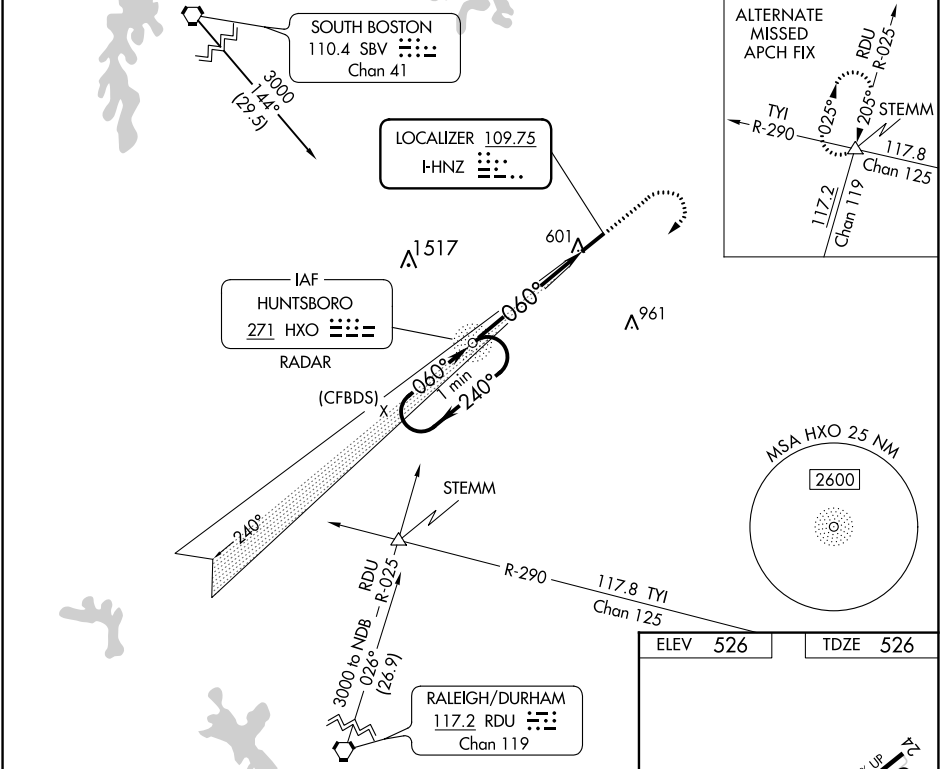 SOUTH BOSTON
110.4 SBV
Chan 41
3000
144°
(29.5)
ALTERNATE
MISSED
APCH FIX
RDU
R-025
TYI
R-290
025°
205°
STEMM
117.8
Chan 125
117.2
Chan 119
LOCALIZER 109.75
I-HNZ
601
1517
961
IAF
HUNTSBORO
271 HXO
RADAR
060°
060°
1 min
240°
(CFBDS)
X
240°
MSA HXO 25 NM
2600
STEMM
R-290
117.8 TYI
Chan 125
RDU
R-025
3000 to NDB
026°
(26.9)
RALEIGH/DURHAM
117.2 RDU
Chan 119
ELEV 526
TDZE 526
UP
24